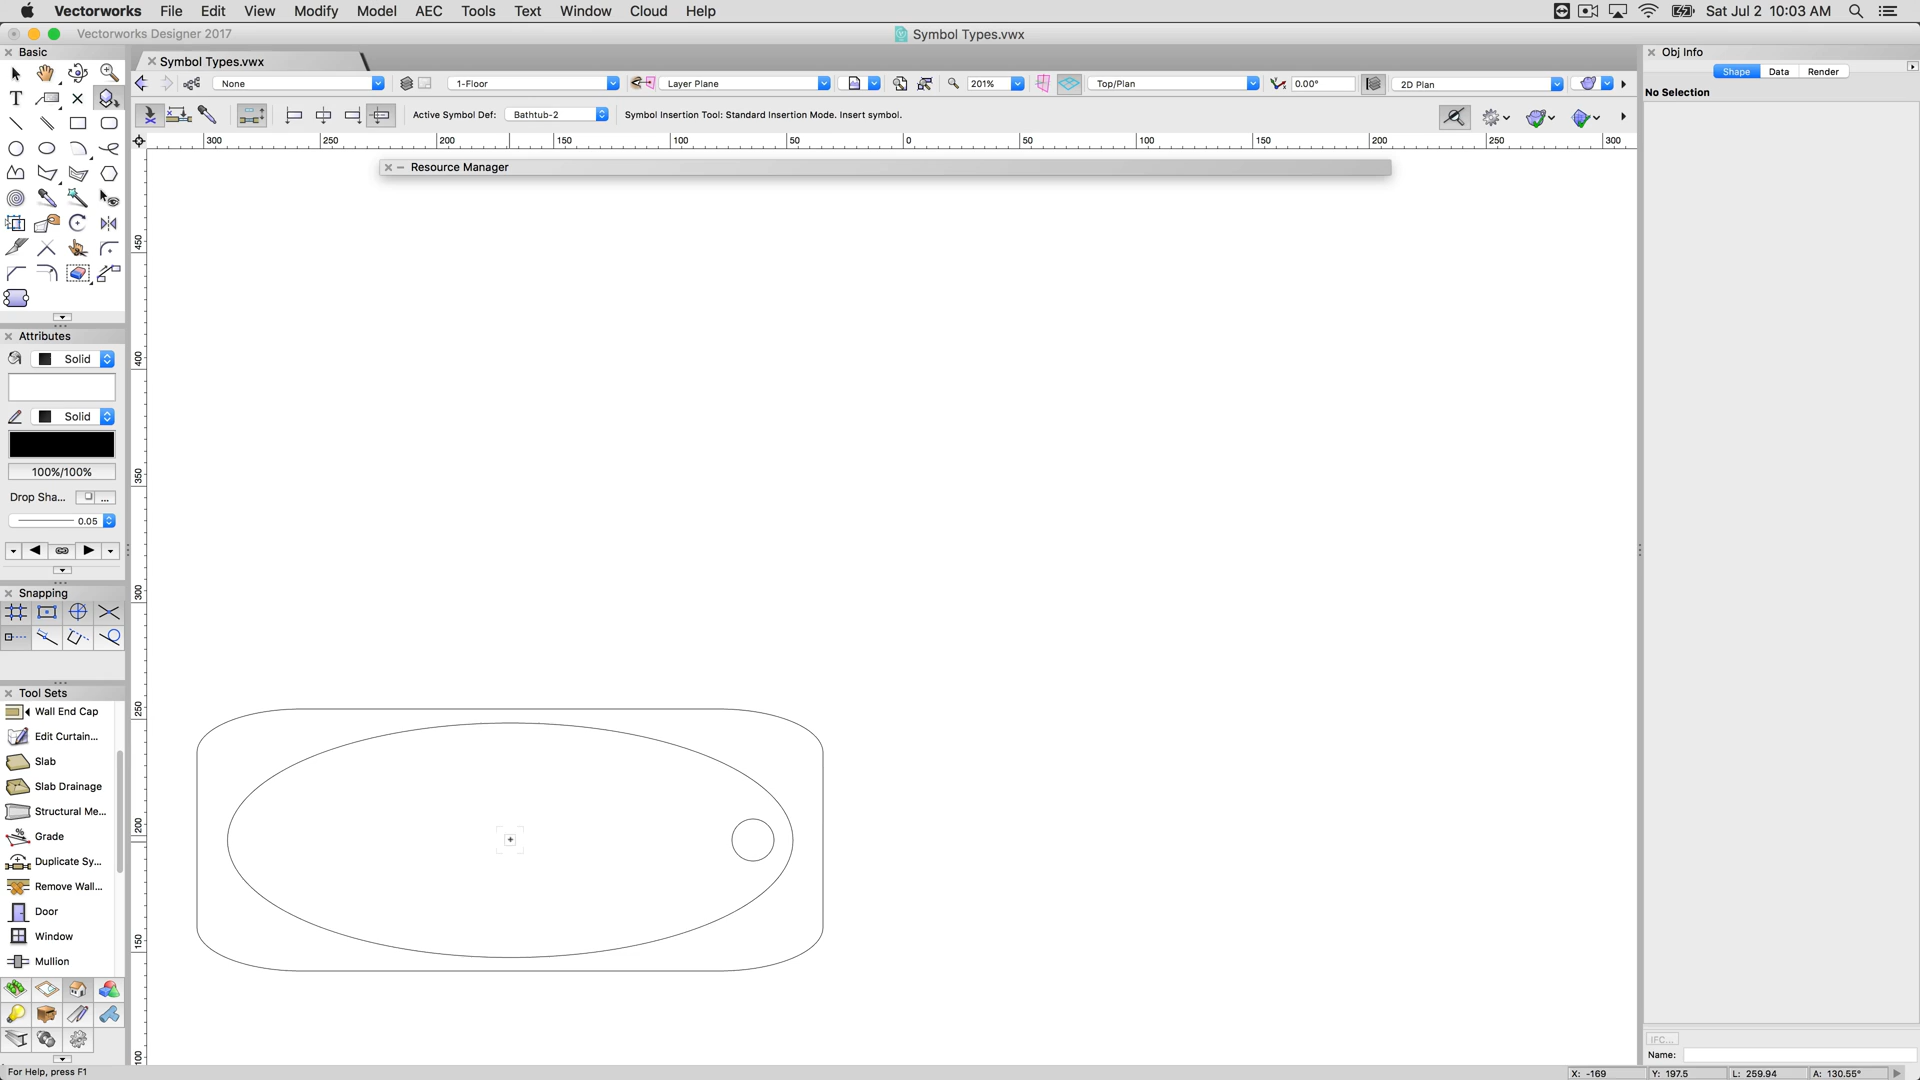 Vectorworks File Edit View Modify Model AEC Tools Text Window Cloud Help Sat Jul 2 10:03 AM
Vectorworks Designer 2017 Symbol Types.vwx
Basic Symbol Types.vwx Obj Info
None 1-Floor Layer Plane 201% Top/Plan 0.00° 2D Plan
Shape Data Render
No Selection
Active Symbol Def: Bathtub-2 Symbol Insertion Tool: Standard Insertion Mode. Insert symbol.
300 250 200 150 100 50 0 50 100 150 200 250 300
Resource Manager
450
400
350
300
250
200
150
100
Attributes
Solid
Solid
100%/100%
Drop Sha... ...
0.05
Snapping
Tool Sets
Wall End Cap
Edit Curtain...
Slab
Slab Drainage
Structural Me...
Grade
Duplicate Sy...
Remove Wall...
Door
Window
Mullion
IFC...
Name:
For Help, press F1 X: -169 Y: 197.5 L: 259.94 A: 130.55°